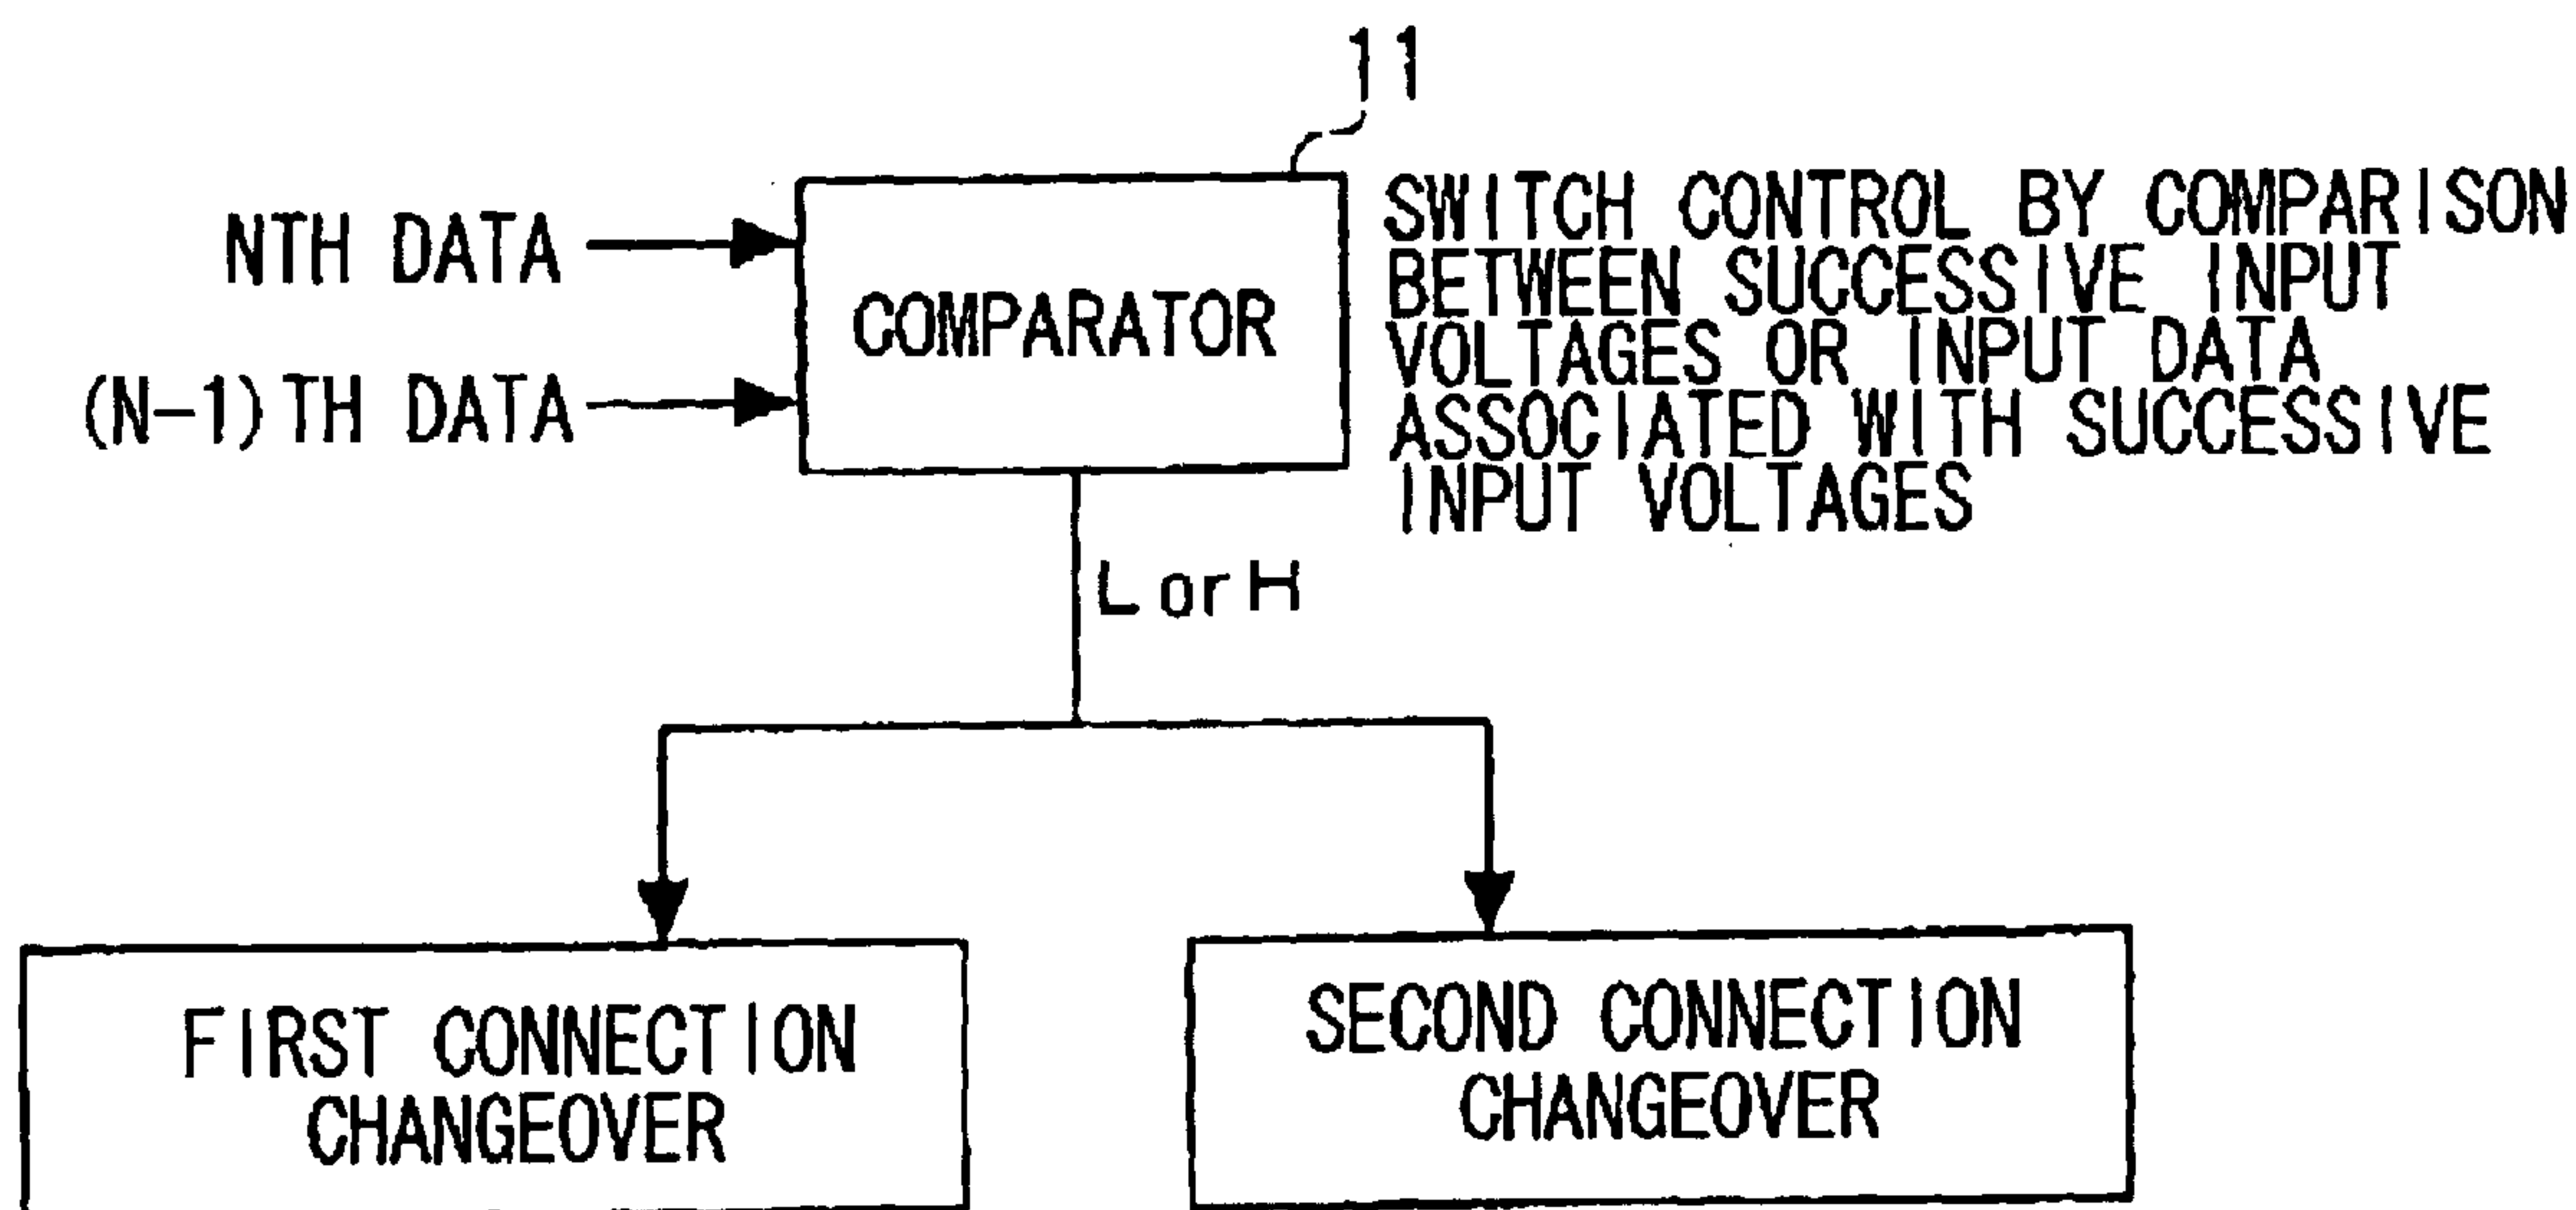 11
NTH DATA
(N-1)TH DATA
COMPARATOR
SWITCH CONTROL BY COMPARISON
BETWEEN SUCCESSIVE INPUT
VOLTAGES OR INPUT DATA
ASSOCIATED WITH SUCCESSIVE
INPUT VOLTAGES
L or H
FIRST CONNECTION
CHANGEOVER
SECOND CONNECTION
CHANGEOVER